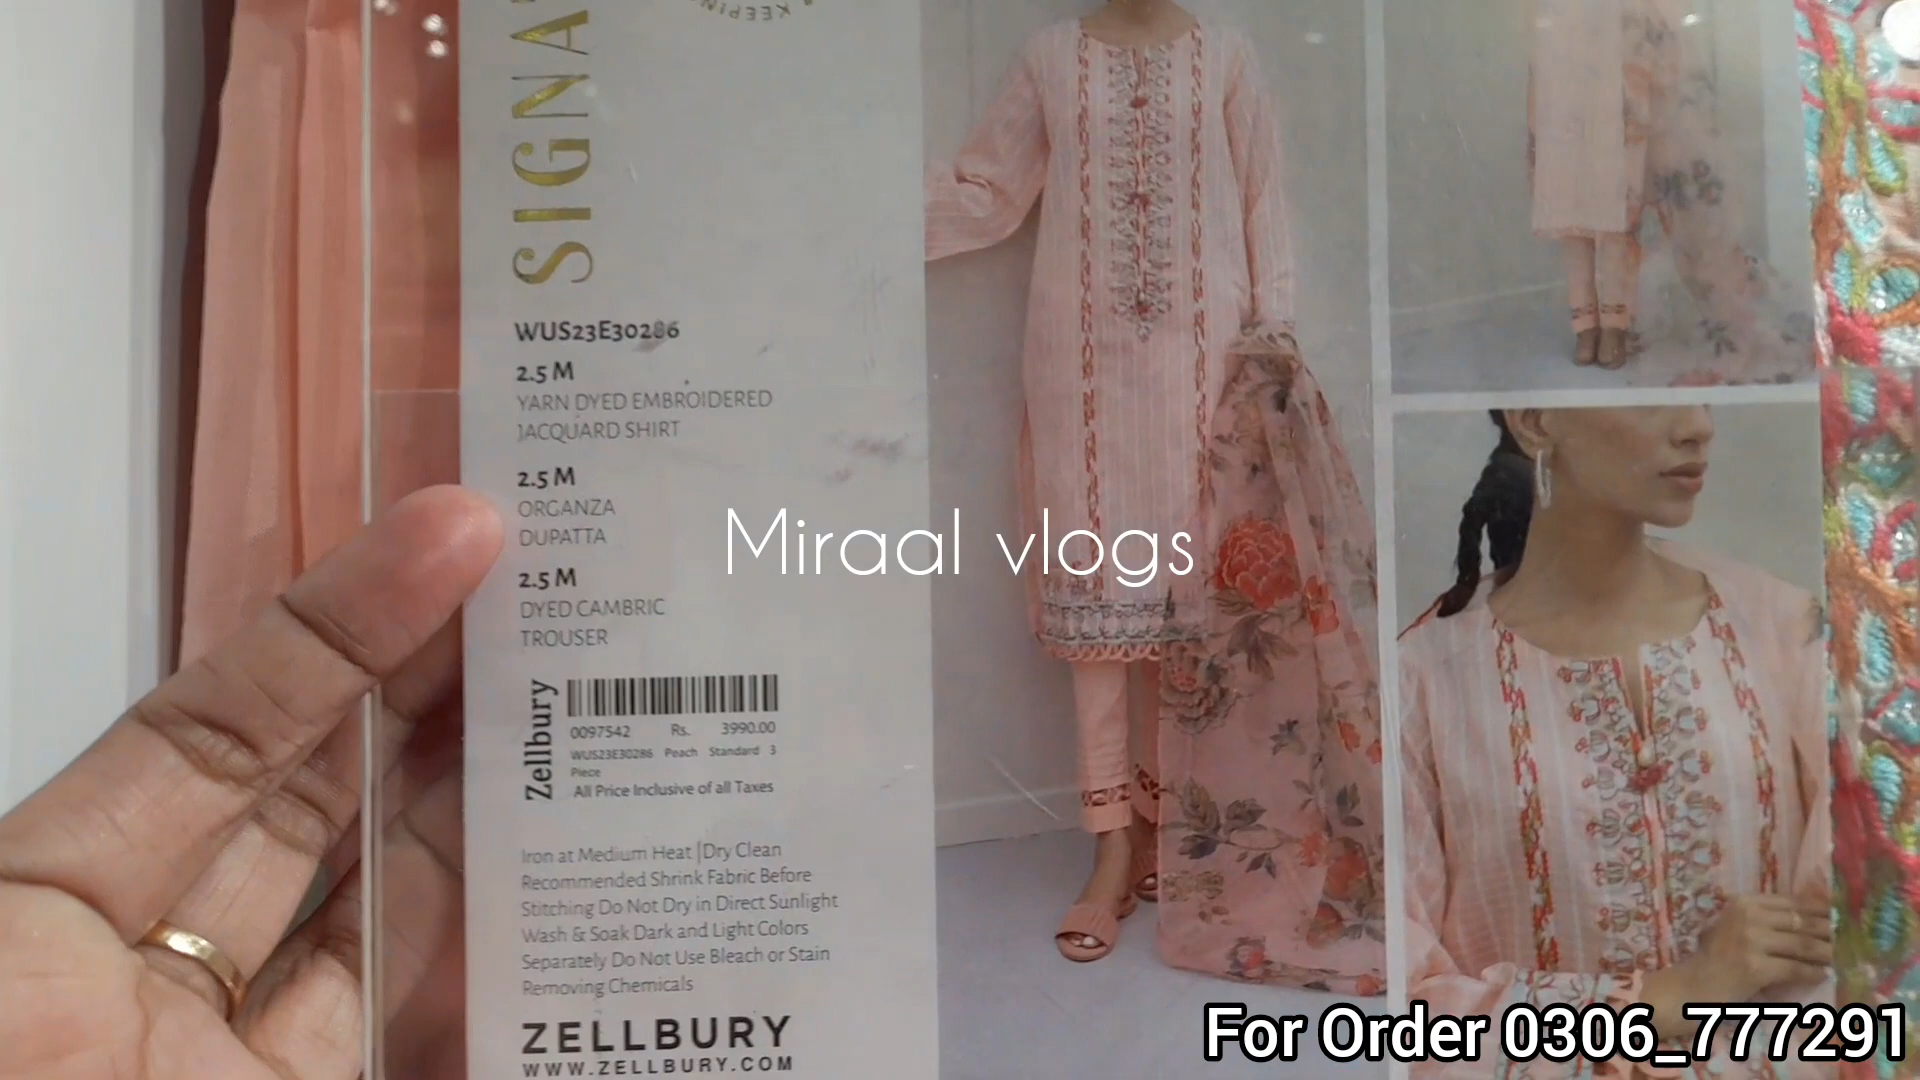 KEEPING
SIGNA
WUS23E30286
2.5 M
YARN DYED EMBROIDERED
JACQUARD SHIRT
2.5 M
ORGANZA
DUPATTA
2.5 M
DYED CAMBRIC
TROUSER
Zellbury
0097542 Rs. 3990.00
WUS23E30286 Peach Standard 3
Piece
All Price Inclusive of all Taxes
Iron at Medium Heat |Dry Clean
Recommended Shrink Fabric Before
Stitching Do Not Dry in Direct Sunlight
Wash & Soak Dark and Light Colors
Separately Do Not Use Bleach or Stain
Removing Chemicals
ZELLBURY
WWW.ZELLBURY.COM
Miraal vlogs
For Order 0306_777291